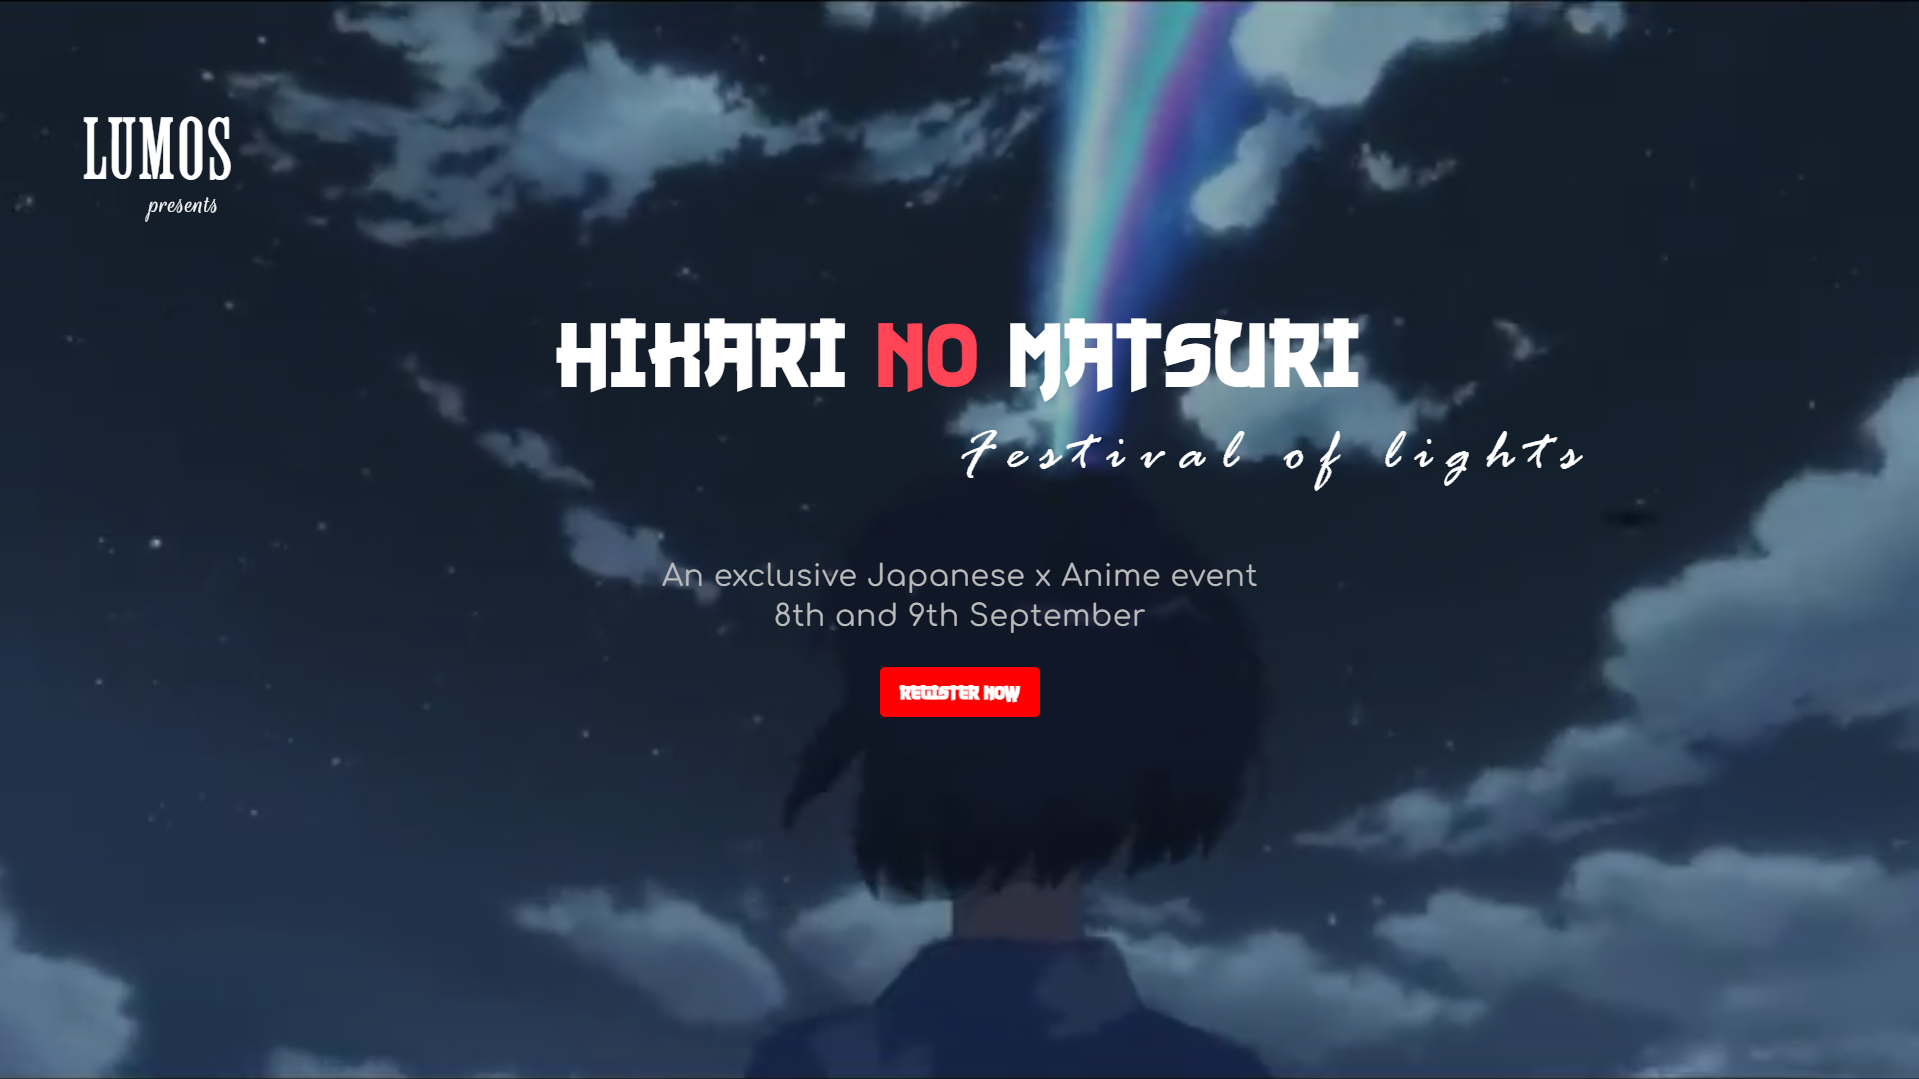 LUMOS
presents
HIKARI NO MATSURI
Festival of lights
An exclusive Japanese x Anime event
8th and 9th September
REGISTER NOW